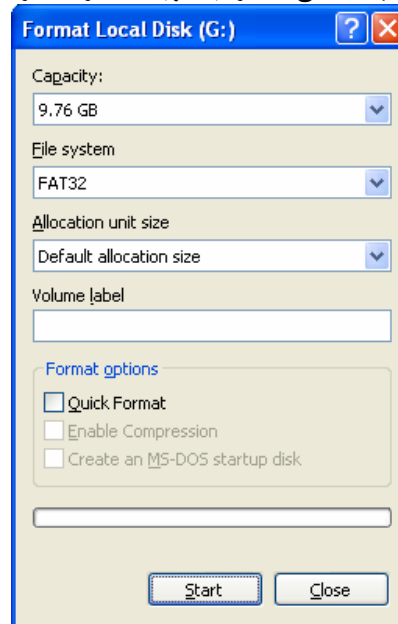 Format Local Disk (G:)
Capacity:
9.76 GB
File system
FAT32
Allocation unit size
Default allocation size
Volume label
Format options
Quick Format
Enable Compression
Create an MS-DOS startup disk
Start Close